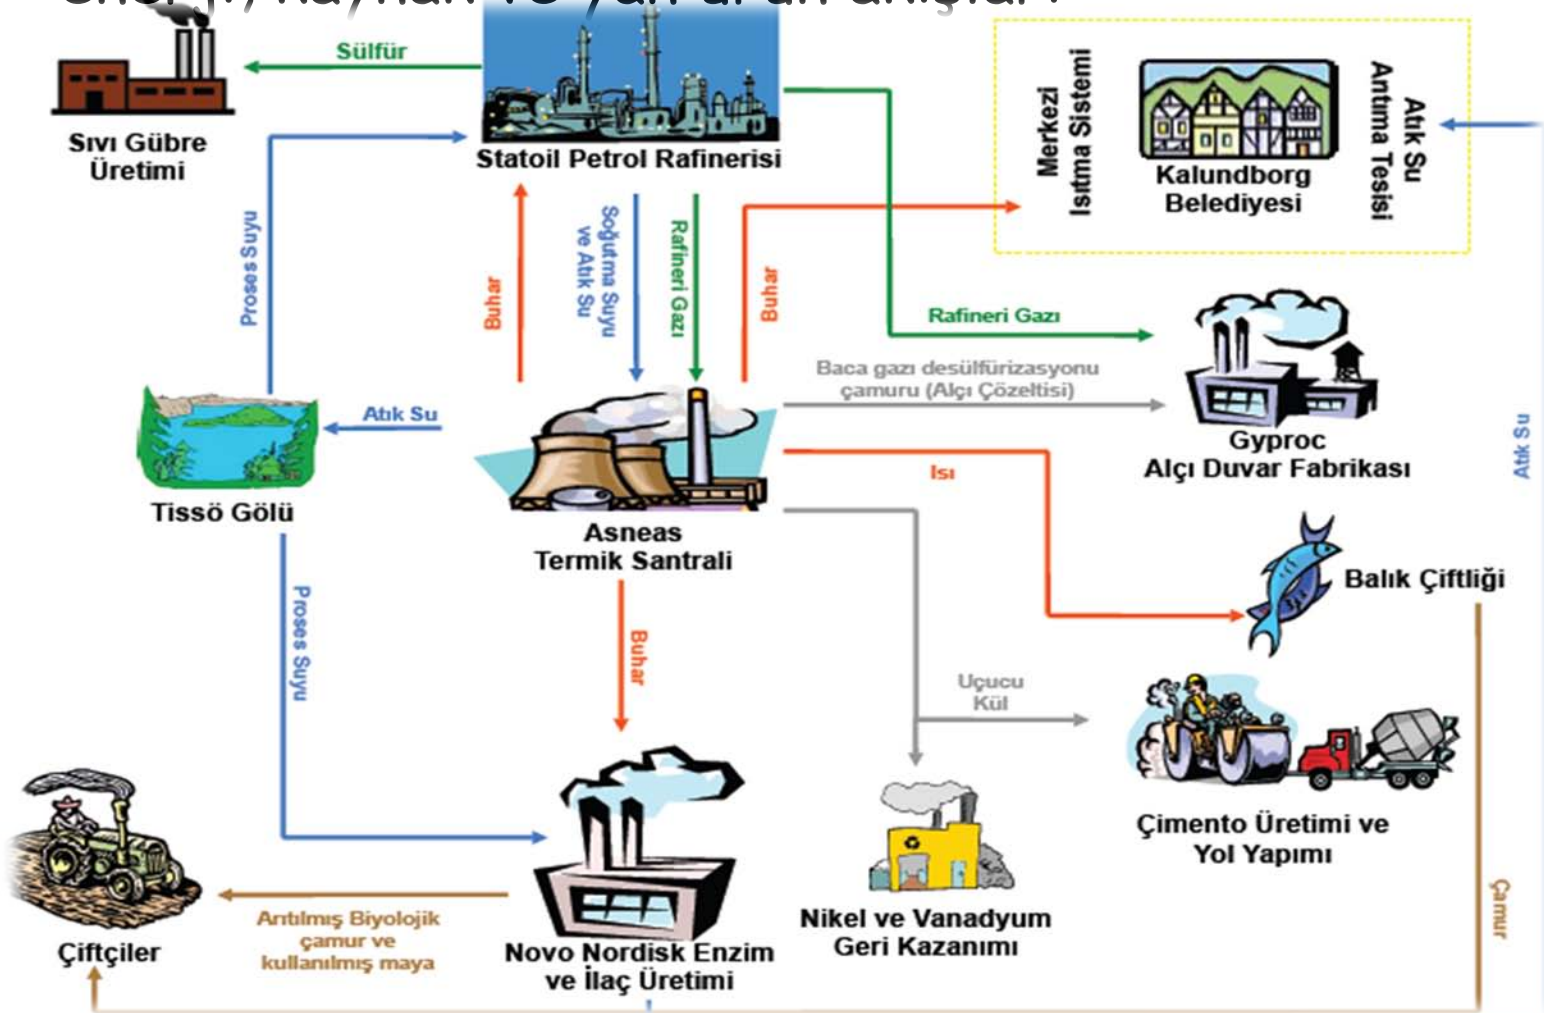 Sülfür
Sıvı Gübre
Üretimi
Statoil Petrol Rafinerisi
Merkezi
Isıtma Sistemi
Kalundborg
Belediyesi
Atık Su
Arıtıma Tesisi
Proses Suyu
Buhar
Soğutma Suyu
ve Atık Su
Rafineri Gazı
Buhar
Rafineri Gazı
Baca gazı desülfürizasyonu
çamuru (Alçı Çözeltisi)
Gyproc
Alçı Duvar Fabrikası
Atık Su
Tissö Gölü
Asneas
Termik Santrali
Isı
Atık Su
Balık Çiftliği
Proses Suyu
Buhar
Uçucu
Kül
Çimento Üretimi ve
Yol Yapımı
Çiftçiler
Arıtılmış Biyolojik
çamur ve
kullanılmış maya
Novo Nordisk Enzim
ve İlaç Üretimi
Nikel ve Vanadyum
Geri Kazanımı
Çamur